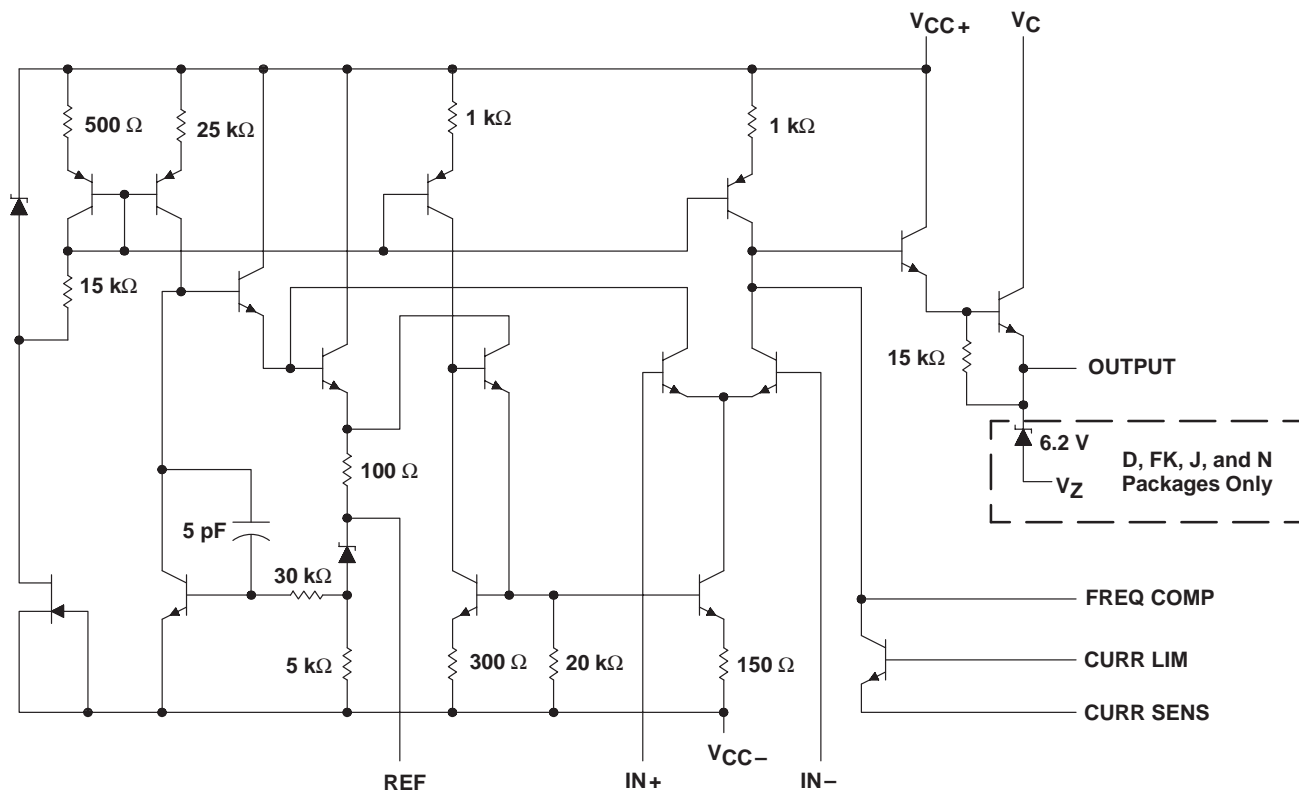 VCC+
VC
500 Ω
25 kΩ
1 kΩ
1 kΩ
15 kΩ
15 kΩ
OUTPUT
6.2 V
D, FK, J, and N
Packages Only
VZ
100 Ω
5 pF
30 kΩ
FREQ COMP
5 kΩ
300 Ω
20 kΩ
150 Ω
CURR LIM
CURR SENS
VCC−
REF
IN+
IN−